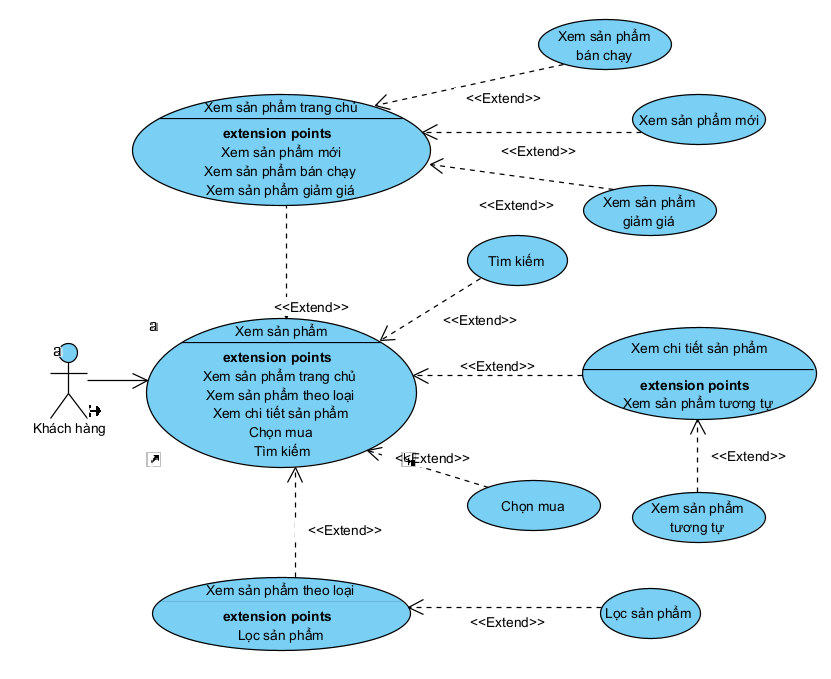 Xem sản phẩm
bán chạy
<<Extend>>
Xem sản phẩm trang chủ
extension points
Xem sản phẩm mới
Xem sản phẩm bán chạy
Xem sản phẩm giảm giá
Xem sản phẩm mới
<<Extend>>
Xem sản phẩm
giảm giá
<<Extend>>
Tìm kiếm
<<Extend>>
<<Extend>>
a
a
Khách hàng
Xem sản phẩm
extension points
Xem sản phẩm trang chủ
Xem sản phẩm theo loại
Xem chi tiết sản phẩm
Chọn mua
Tìm kiếm
<<Extend>>
Xem chi tiết sản phẩm
extension points
Xem sản phẩm tương tự
<<Extend>>
<<Extend>>
Chọn mua
Xem sản phẩm
tương tự
<<Extend>>
Xem sản phẩm theo loại
extension points
Lọc sản phẩm
<<Extend>>
Lọc sản phẩm